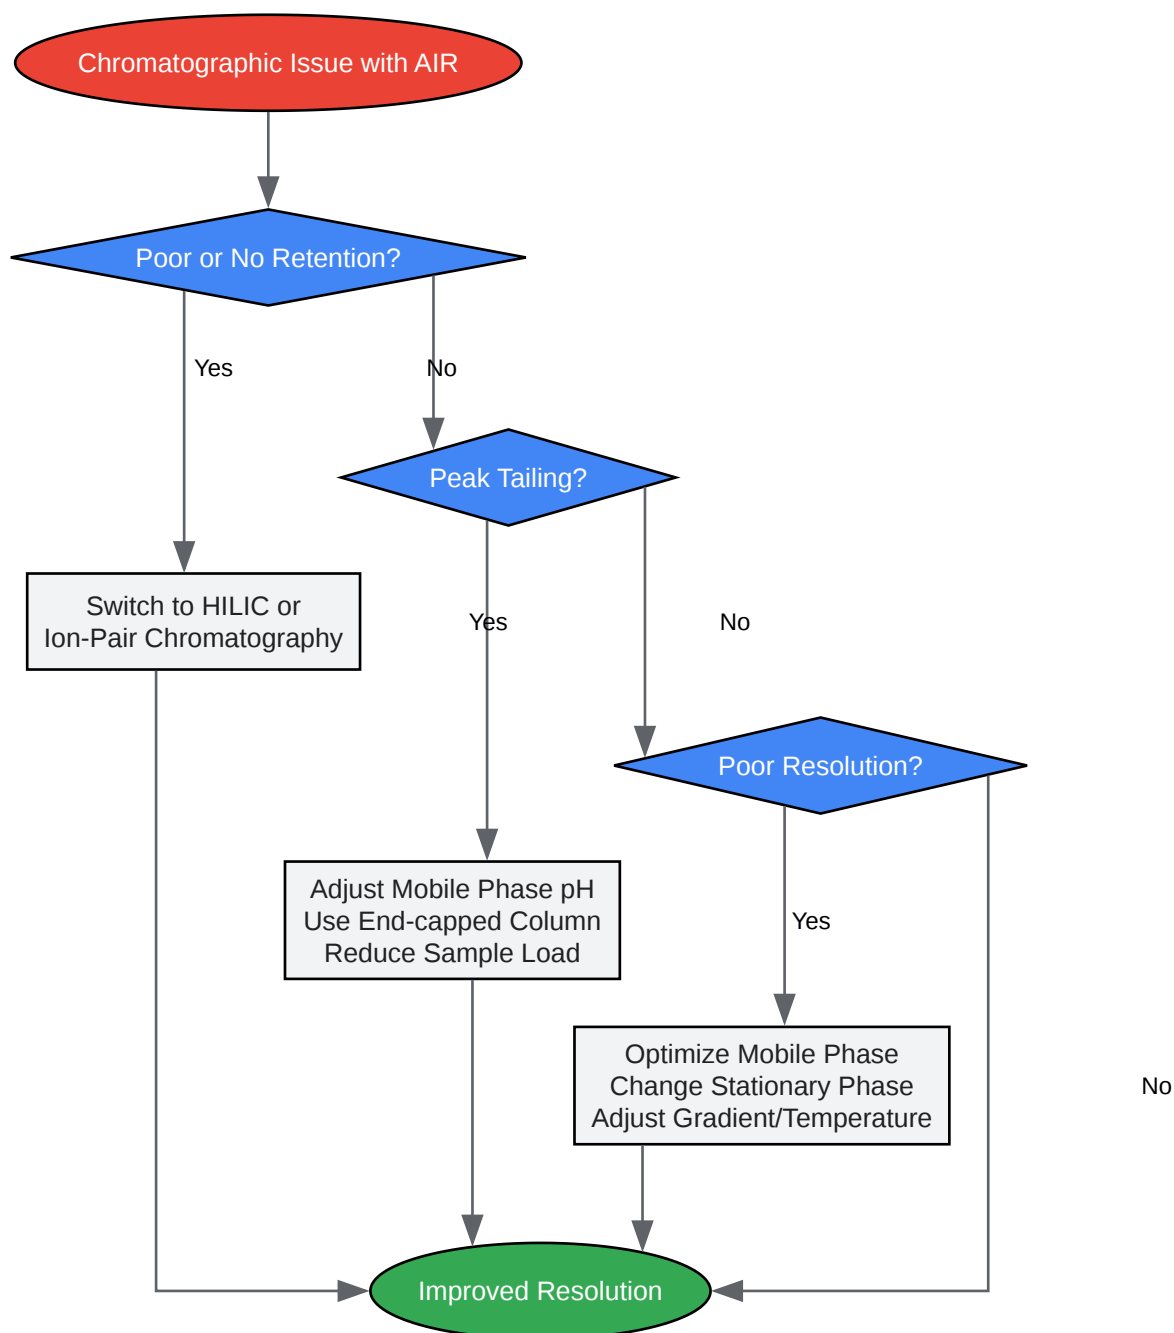 Chromatographic Issue with AIR
Poor or No Retention?
Yes
No
Peak Tailing?
Switch to HILIC or
Ion-Pair Chromatography
Yes
No
Poor Resolution?
Adjust Mobile Phase pH
Use End-capped Column
Reduce Sample Load
Yes
Optimize Mobile Phase
Change Stationary Phase
Adjust Gradient/Temperature
No
Improved Resolution